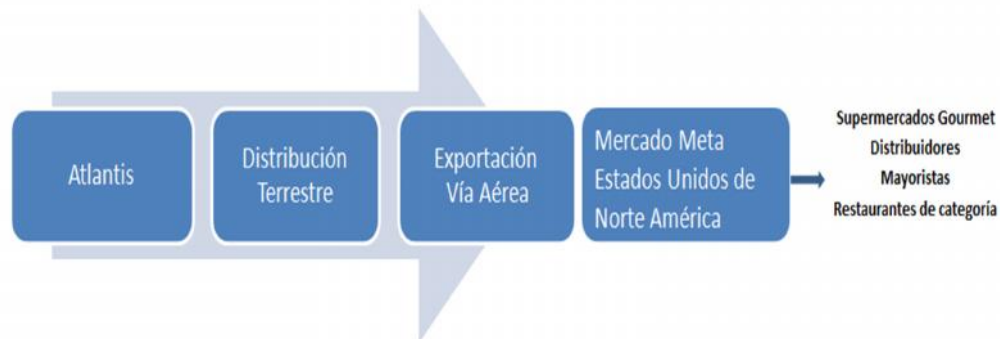 Atlantis
Distribución
Terrestre
Exportación
Vía Aérea
Mercado Meta
Estados Unidos de
Norte América
Supermercados Gourmet
Distribuidores
Mayoristas
Restaurantes de categoría